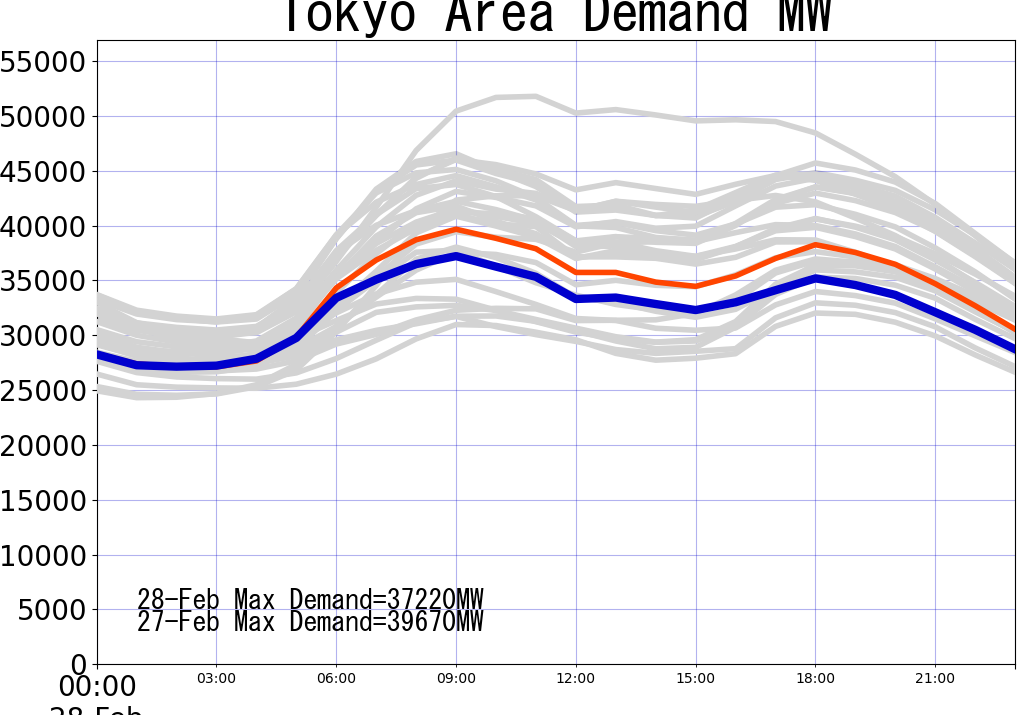 Tokyo Area Demand MW
55000
50000
45000
40000
35000
30000
25000
20000
15000
10000
5000
0
28-Feb Max Demand=37220MW
27-Feb Max Demand=39670MW
00:00 03:00 06:00 09:00 12:00 15:00 18:00 21:00
28 Feb